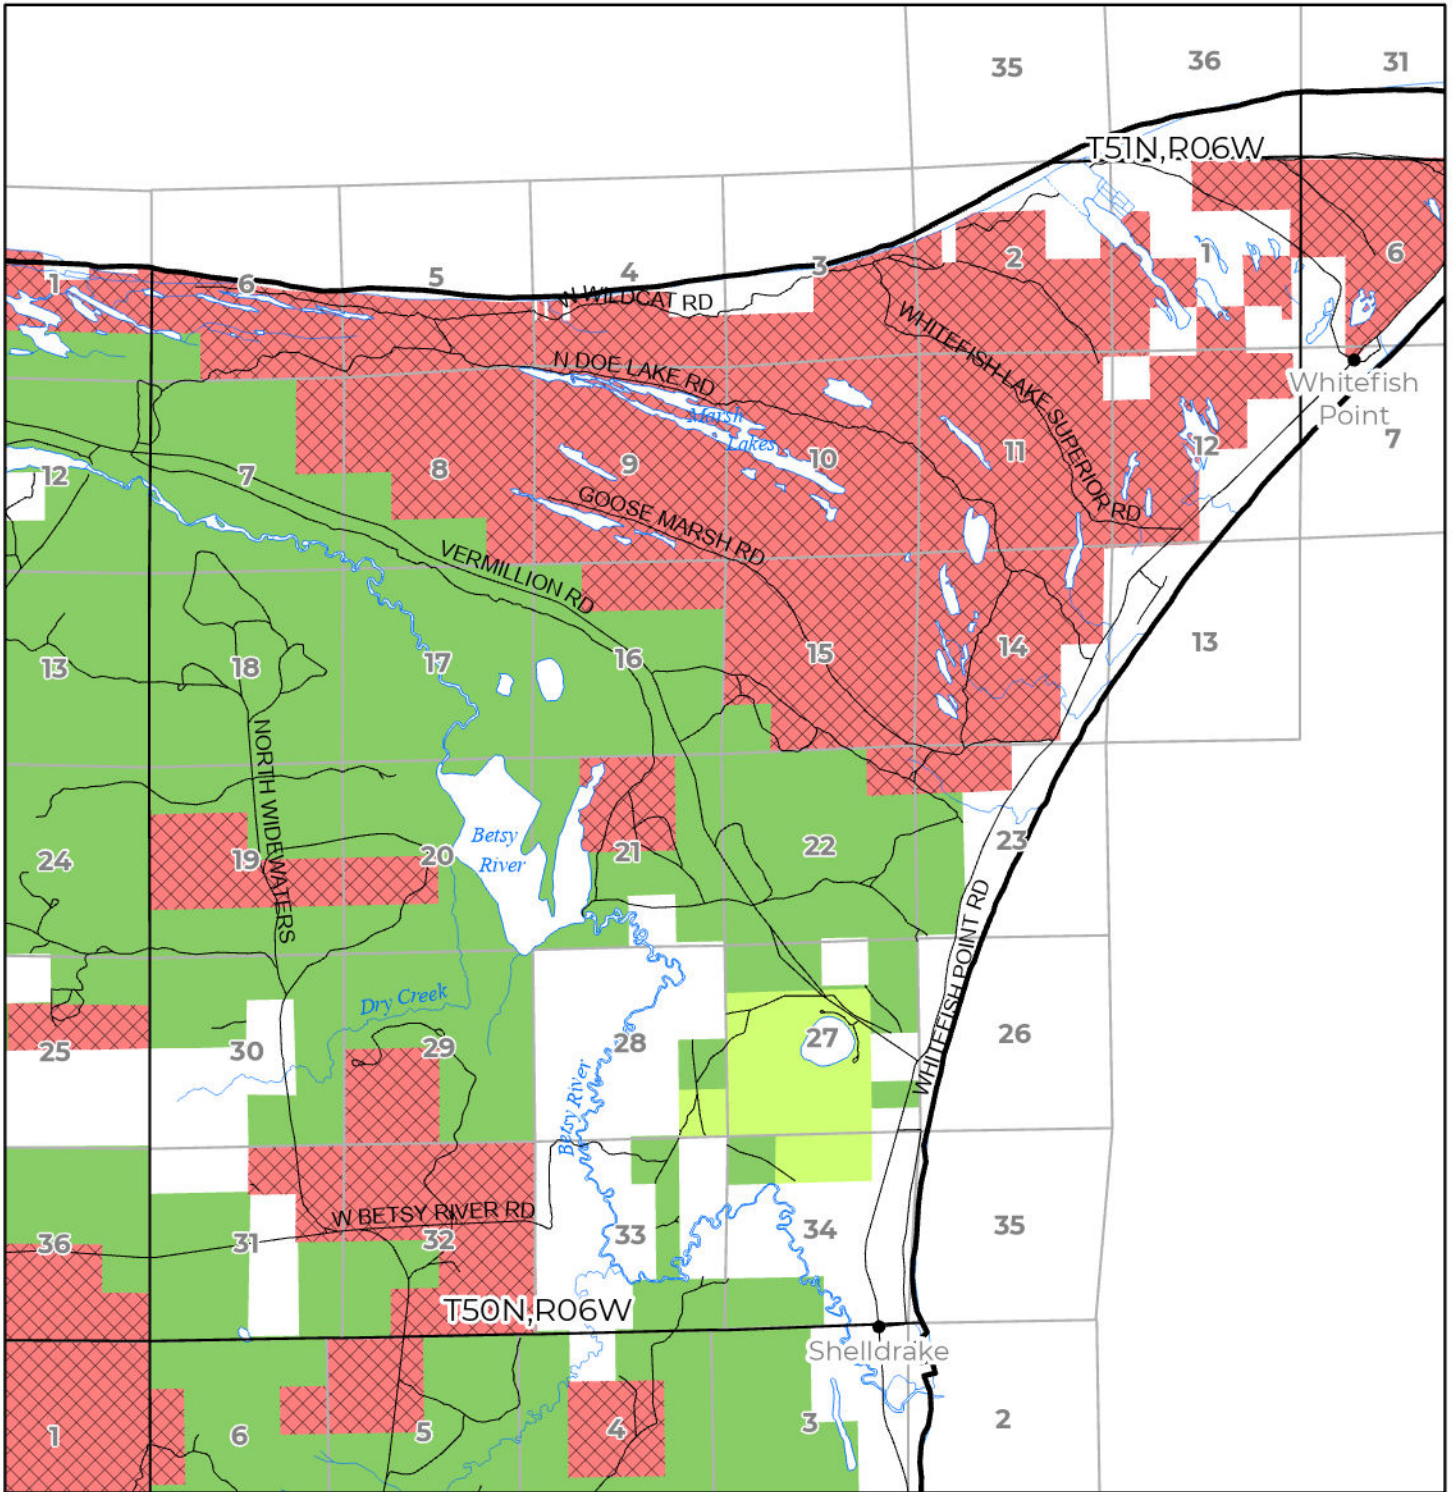 35
36
31
T51N,R06W
1
6
5
4
3
2
1
6
N WILDCAT RD
WHITEFISH LAKE SUPERIOR RD
N DOE LAKE RD
Whitefish
Point
Marsh
Lakes
12
7
8
9
10
11
12
7
GOOSE MARSH RD
VERMILLION RD
13
18
17
16
15
14
13
NORTH WIDEWATERS
Betsy
River
24
19
20
21
22
23
WHITEFISH POINT RD
Dry Creek
25
30
29
28
27
26
Betsy River
W BETSY RIVER RD
36
31
32
33
34
35
T50N,R06W
Shelldrake
1
6
5
4
3
2